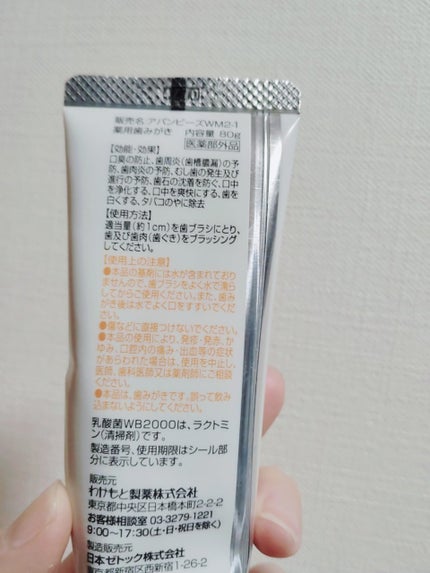 販売名 アバンビーズWM2-1
薬用歯みがき 内容量 80g
医薬部外品
【効能・効果】
口臭の防止、歯周炎(歯槽膿漏)の予
防、歯肉炎の予防、むし歯の発生及び
進行の予防、歯石の沈着を防ぐ、口中
を浄化する、口中を爽快にする、歯を
白くする、タバコのやに除去
【使用方法】
適当量(約1cm)を歯ブラシにとり、
歯及び歯肉(歯ぐき)をブラッシング
してください。
【使用上の注意】
●本品の基剤には水が含まれており
ませんので、歯ブラシをよく水で濡ら
してからご使用ください。また、歯み
がき後は水でよく口をすすいでくだ
さい。
●傷などに直接つけないでください。
●本品の使用により、発疹・発赤、か
ゆみ、口腔内の痛み・出血等の症状
があらわれた場合は、使用を中止し、
医師、歯科医師又は薬剤師にご相談
ください。
●本品は、歯みがきです。誤って飲み
込まないようにしてください。
乳酸菌WB2000は、ラクトミ
ン(清掃剤)です。
製造番号、使用期限はシール部
分に表示しています。
販売元
わかもと製薬株式会社
東京都中央区日本橋本町2-2-2
お客様相談室 03-3279-1221
9:00~17:30(土・日・祝日を除く)
製造販売元
日本ゼトック株式会社
東京都新宿区西新宿1-26-2